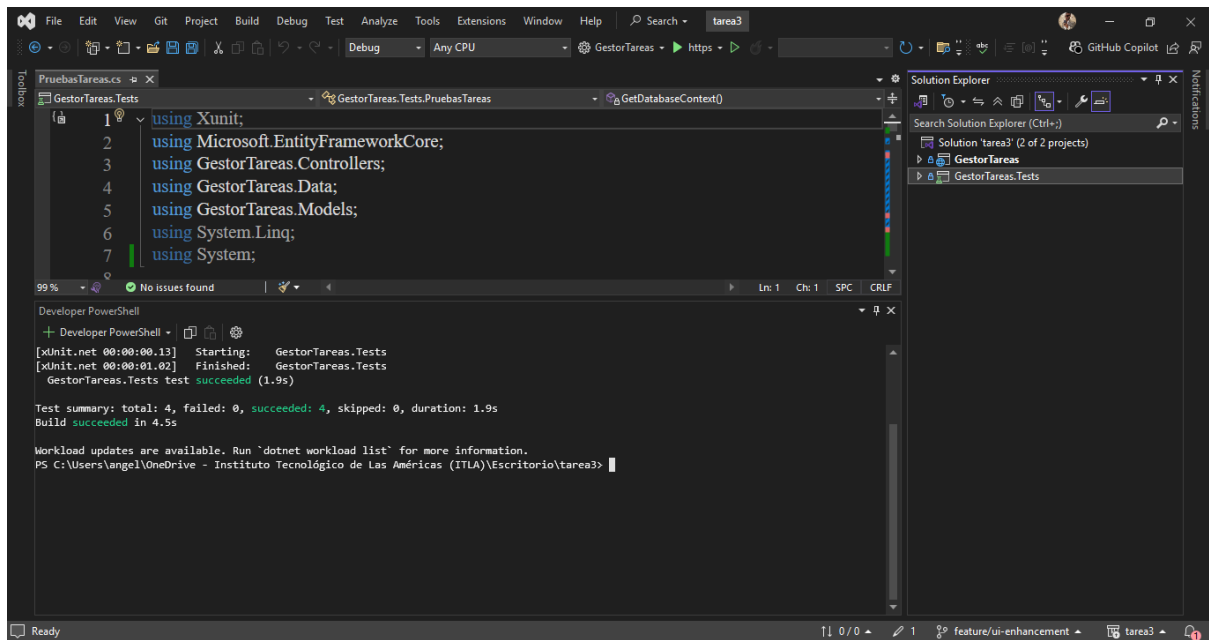 File Edit View Git Project Build Debug Test Analyze Tools Extensions Window Help Search tarea3
Debug Any CPU GestorTareas https GitHub Copilot
Toolbox
PruebasTareas.cs
GestorTareas.Tests GestorTareas.Tests.PruebasTareas GetDatabaseContext()
1 using Xunit;
2 using Microsoft.EntityFrameworkCore;
3 using GestorTareas.Controllers;
4 using GestorTareas.Data;
5 using GestorTareas.Models;
6 using System.Linq;
7 using System;
8
99 % No issues found Ln: 1 Ch: 1 SPC CRLF
Developer PowerShell
+ Developer PowerShell
[xUnit.net 00:00:00.13] Starting: GestorTareas.Tests
[xUnit.net 00:00:01.02] Finished: GestorTareas.Tests
GestorTareas.Tests test succeeded (1.9s)
Test summary: total: 4, failed: 0, succeeded: 4, skipped: 0, duration: 1.9s
Build succeeded in 4.5s
Workload updates are available. Run `dotnet workload list` for more information.
PS C:\Users\angel\OneDrive - Instituto Tecnológico de Las Américas (ITLA)\Escritorio\tarea3>
Solution Explorer
Search Solution Explorer (Ctrl+;)
Solution 'tarea3' (2 of 2 projects)
GestorTareas
GestorTareas.Tests
Notifications
Ready 0/0 1 feature/ui-enhancement tarea3 1